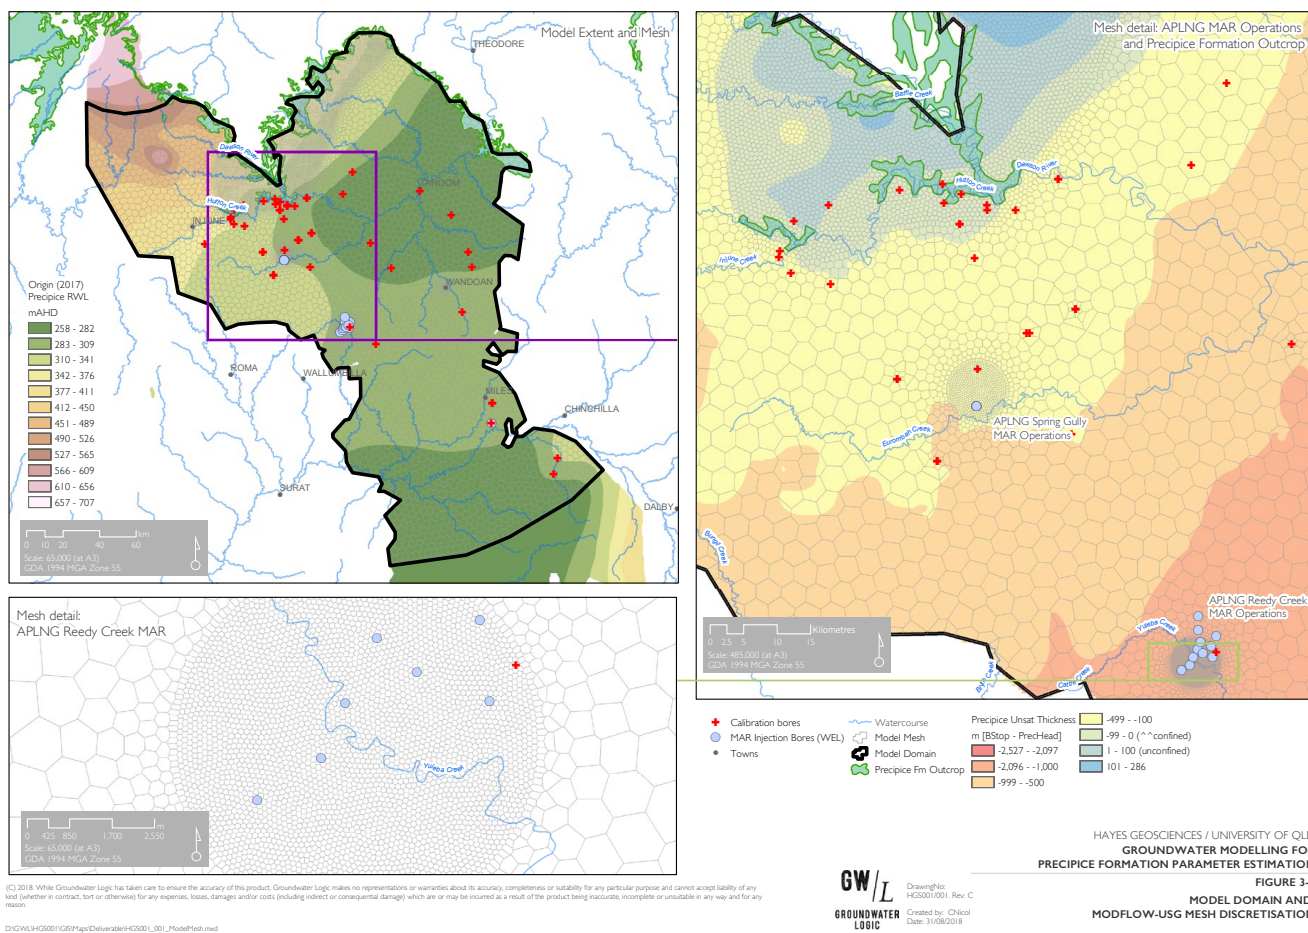 Model Extent and Mesh
THEODORE
Dawson River
TAROOM
Hutton Creek
INJUNE
WANDOAN
ROMA
WALLUMBILLA
MILES
CHINCHILLA
SURAT
DALBY
Origin (2017)
Precipice RWL
mAHD
258 - 282
283 - 309
310 - 341
342 - 376
377 - 411
412 - 450
451 - 489
490 - 526
527 - 565
566 - 609
610 - 656
657 - 707
km
0 10 20 40 60
Scale: 65,000 (at A3)
GDA 1994 MGA Zone 55
Mesh detail: APLNG MAR Operations
and Precipice Formation Outcrop
Baffle Creek
Dawson River
Hutton Creek
Injune Creek
APLNG Spring Gully
MAR Operations
Eurombah Creek
Bungil Creek
APLNG Reedy Creek
MAR Operations
Yuleba Creek
Kilometres
0 2.5 5 10 15
Scale: 485,000 (at A3)
GDA 1994 MGA Zone 55
Creek
Mesh detail:
APLNG Reedy Creek MAR
Yuleba Creek
m
0 425 850 1,700 2,550
Scale: 65,000 (at A3)
GDA 1994 MGA Zone 55
Calibration bores
MAR Injection Bores (WEL)
Towns
Watercourse
Model Mesh
Model Domain
Precipice Fm Outcrop
Precipice Unsat Thickness
m [BStop - PrecHead]
-2,527 - -2,097
-2,096 - -1,000
-999 - -500
-499 - -100
-99 - 0 (^^confined)
1 - 100 (unconfined)
101 - 286
HAYES GEOSCIENCES / UNIVERSITY OF QL
GROUNDWATER MODELLING FO
PRECIPICE FORMATION PARAMETER ESTIMATION
FIGURE 3-
MODEL DOMAIN AND
MODFLOW-USG MESH DISCRETISATION
GW/L
GROUNDWATER
LOGIC
DrawingNo:
HGS001/001. Rev: C
Created by: CNicol
Date: 31/08/2018
(C) 2018. While Groundwater Logic has taken care to ensure the accuracy of this product, Groundwater Logic makes no representations or warranties about its accuracy, completeness or suitability for any particular purpose and cannot accept liability of any
kind (whether in contract, tort or otherwise) for any expenses, losses, damages and/or costs (including indirect or consequential damage) which are or may be incurred as a result of the product being inaccurate, incomplete or unsuitable in any way and for any
reason.
D:\GWL\HGS001\GIS\Maps\Deliverable\HGS001_001_ModelMesh.mxd